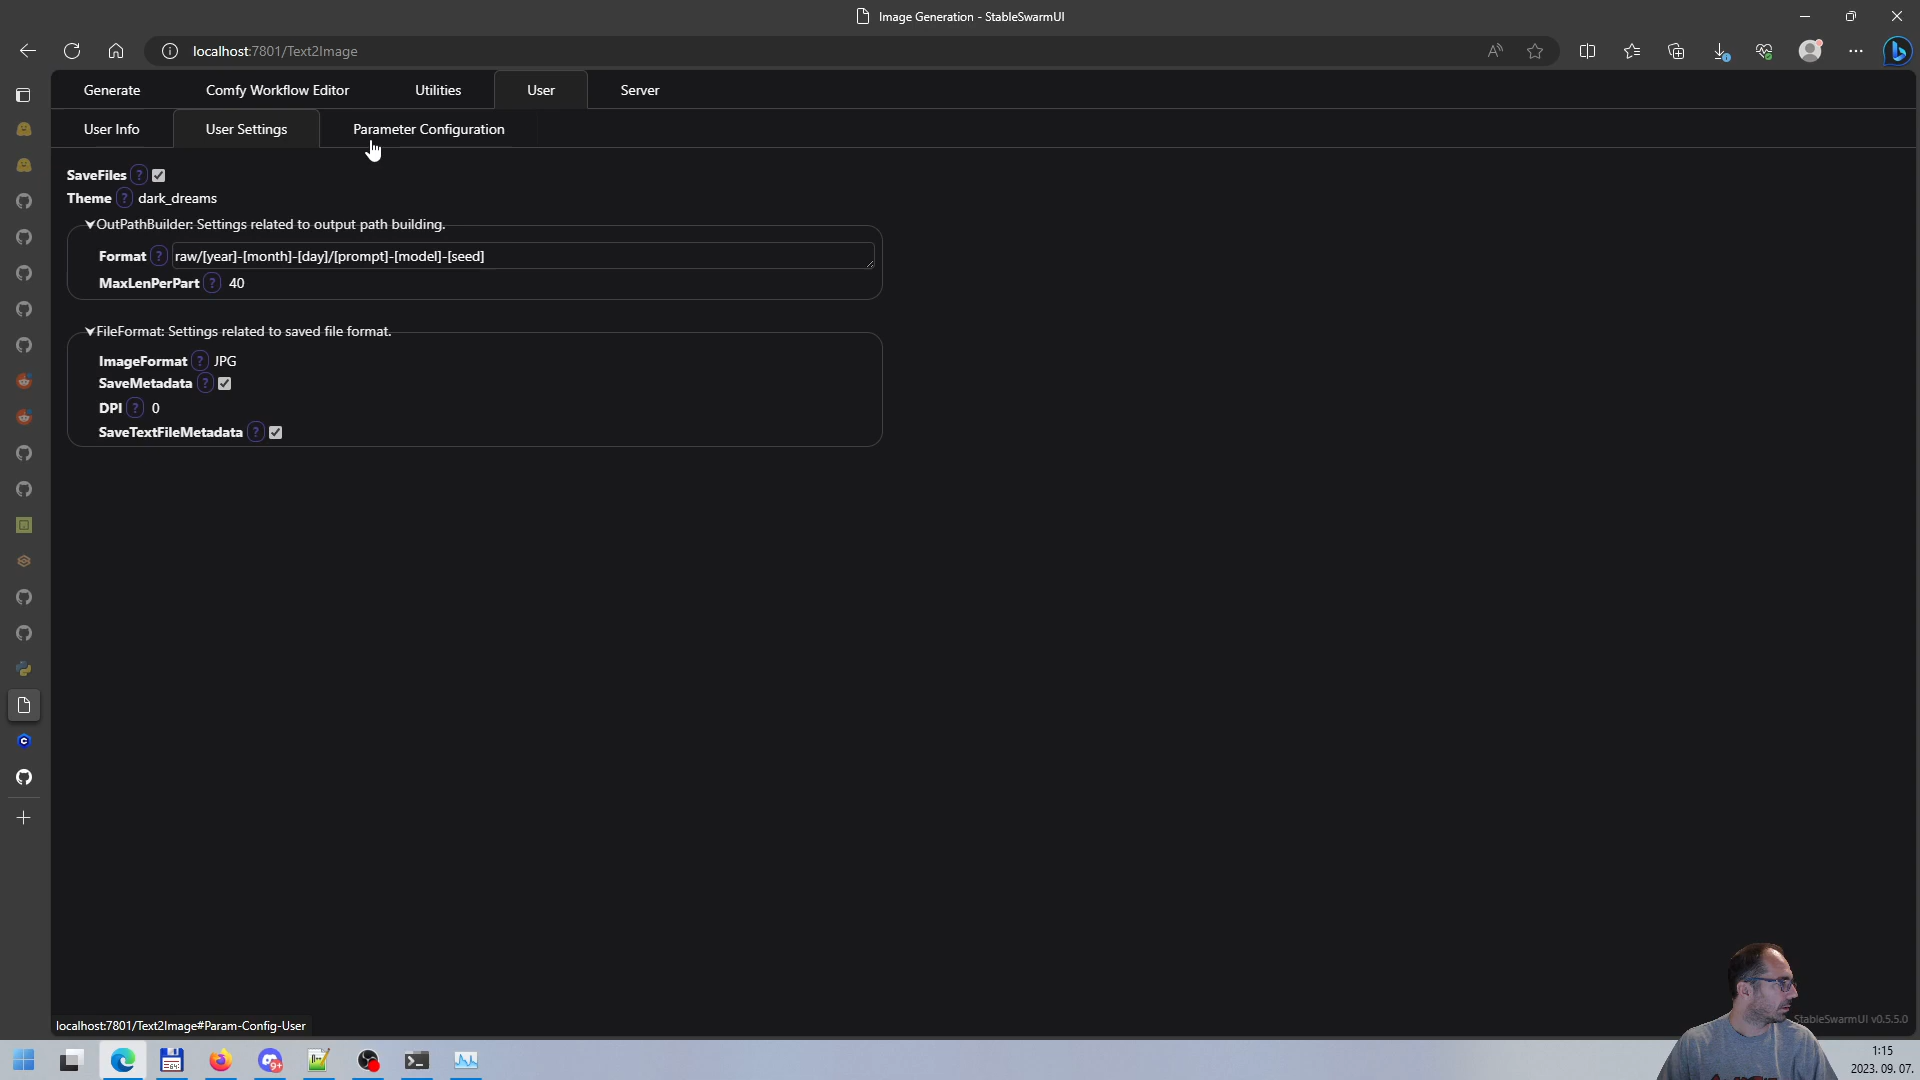 Image Generation - StableSwarmUI
localhost:7801/Text2Image
Generate Comfy Workflow Editor Utilities User Server
User Info User Settings Parameter Configuration
SaveFiles ?
Theme ? dark_dreams
OutPathBuilder: Settings related to output path building.
Format ? raw/[year]-[month]-[day]/[prompt]-[model]-[seed]
MaxLenPerPart ? 40
FileFormat: Settings related to saved file format.
ImageFormat ? JPG
SaveMetadata ?
DPI ? 0
SaveTextFileMetadata ?
StableSwarmUI v0.5.5.0
localhost:7801/Text2Image#Param-Config-User
9+
1:15
2023. 09. 07.